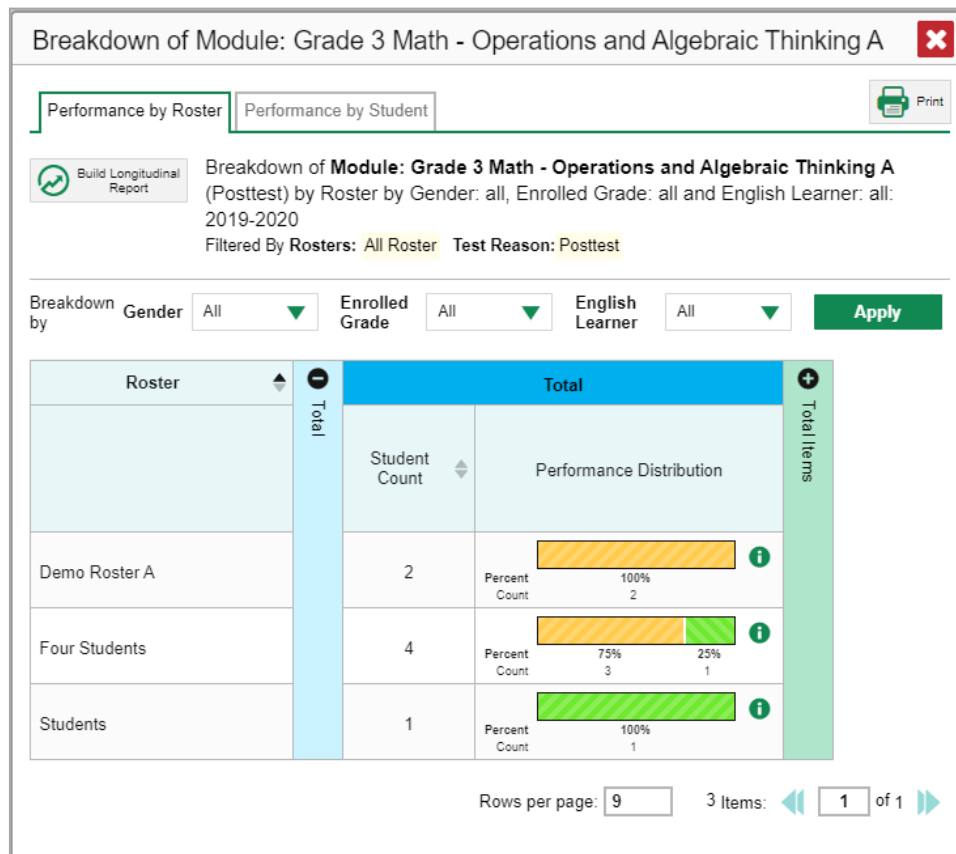 Breakdown of Module: Grade 3 Math - Operations and Algebraic Thinking A
Performance by Roster
Performance by Student
Print
Build Longitudinal
Report
Breakdown of Module: Grade 3 Math - Operations and Algebraic Thinking A
(Posttest) by Roster by Gender: all, Enrolled Grade: all and English Learner: all:
2019-2020
Filtered By Rosters: All Roster Test Reason: Posttest
Breakdown
by
Gender
All
Enrolled
Grade
All
English
Learner
All
Apply
Roster
Total
Total
Total Items
Student
Count
Performance Distribution
Demo Roster A
2
Percent 100%
Count 2
Four Students
4
Percent 75% 25%
Count 3 1
Students
1
Percent 100%
Count 1
Rows per page: 9 3 Items: 1 of 1